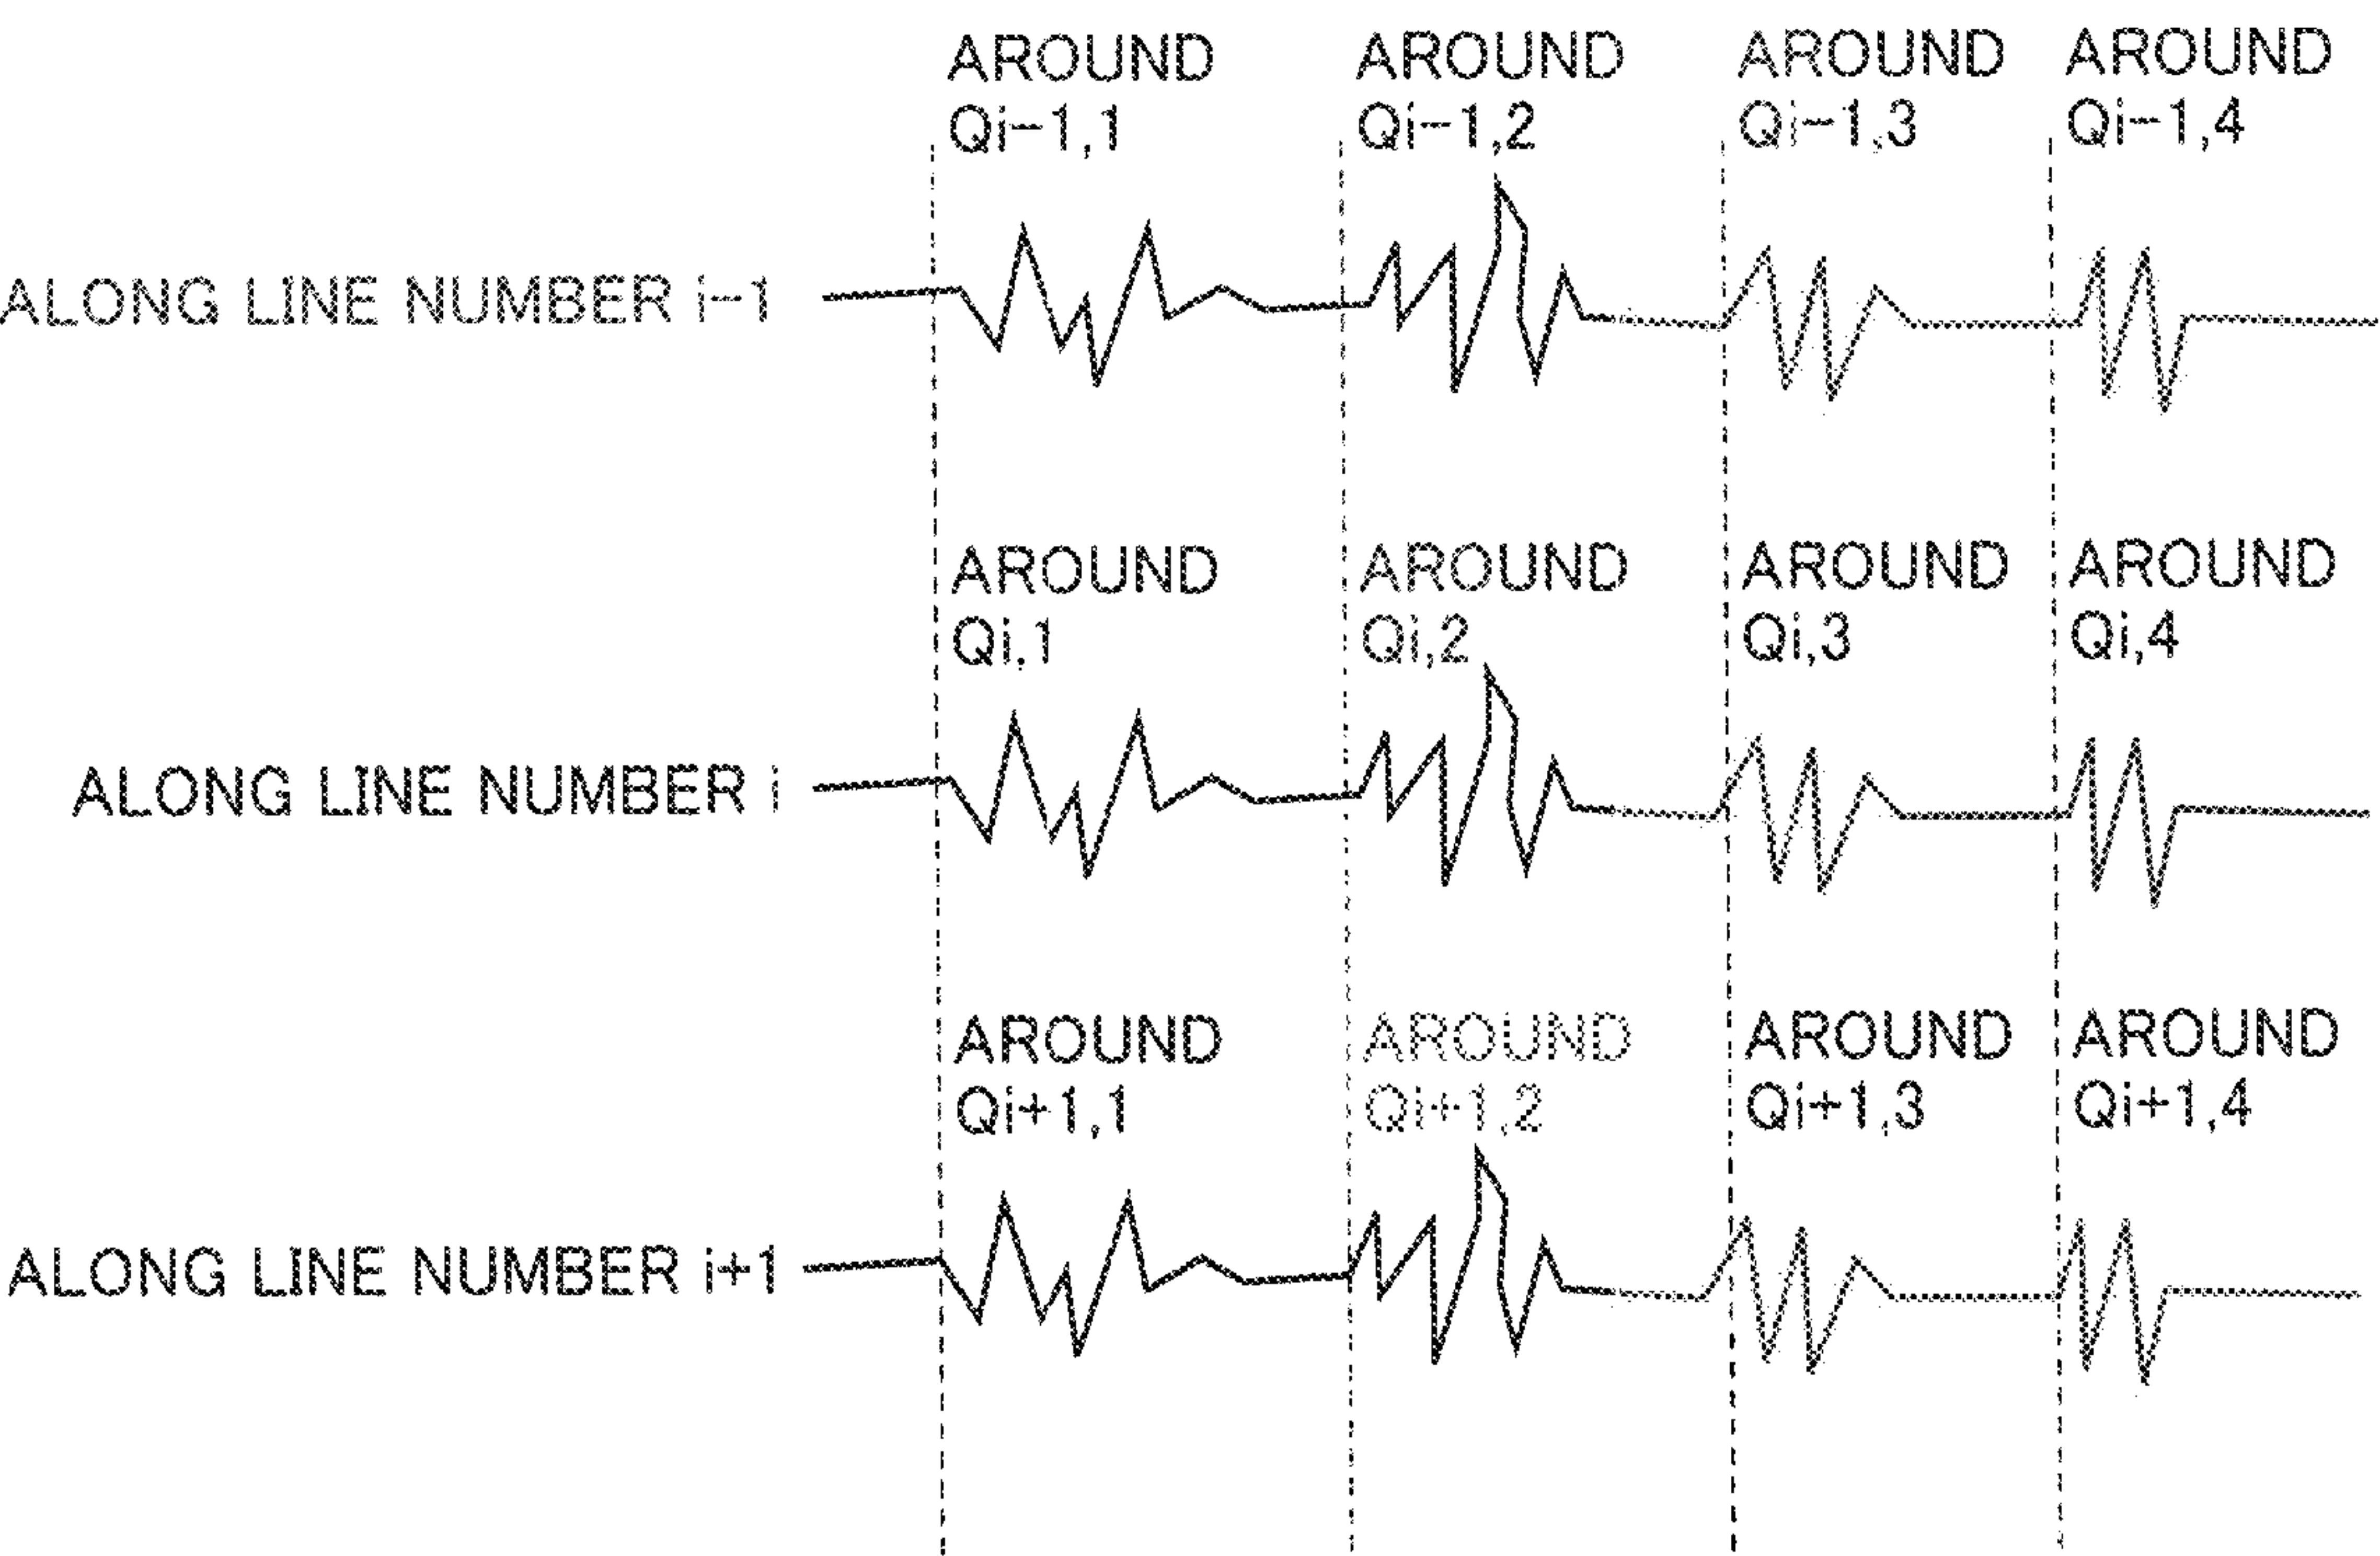 AROUND AROUND AROUND AROUND
Qi−1,1 Qi−1,2 Qi−1,3 Qi−1,4
ALONG LINE NUMBER i−1
AROUND AROUND AROUND AROUND
Qi,1 Qi,2 Qi,3 Qi,4
ALONG LINE NUMBER i
AROUND AROUND AROUND AROUND
Qi+1,1 Qi+1,2 Qi+1,3 Qi+1,4
ALONG LINE NUMBER i+1